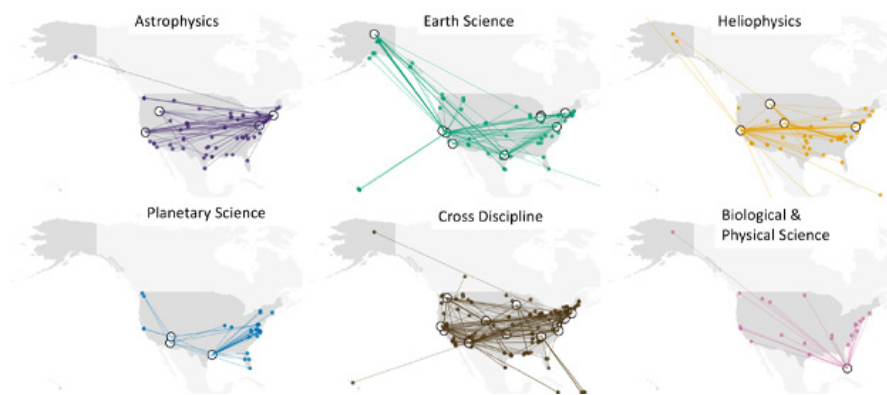 Astrophysics
Earth Science
Heliophysics
Planetary Science
Cross Discipline
Biological &
Physical Science